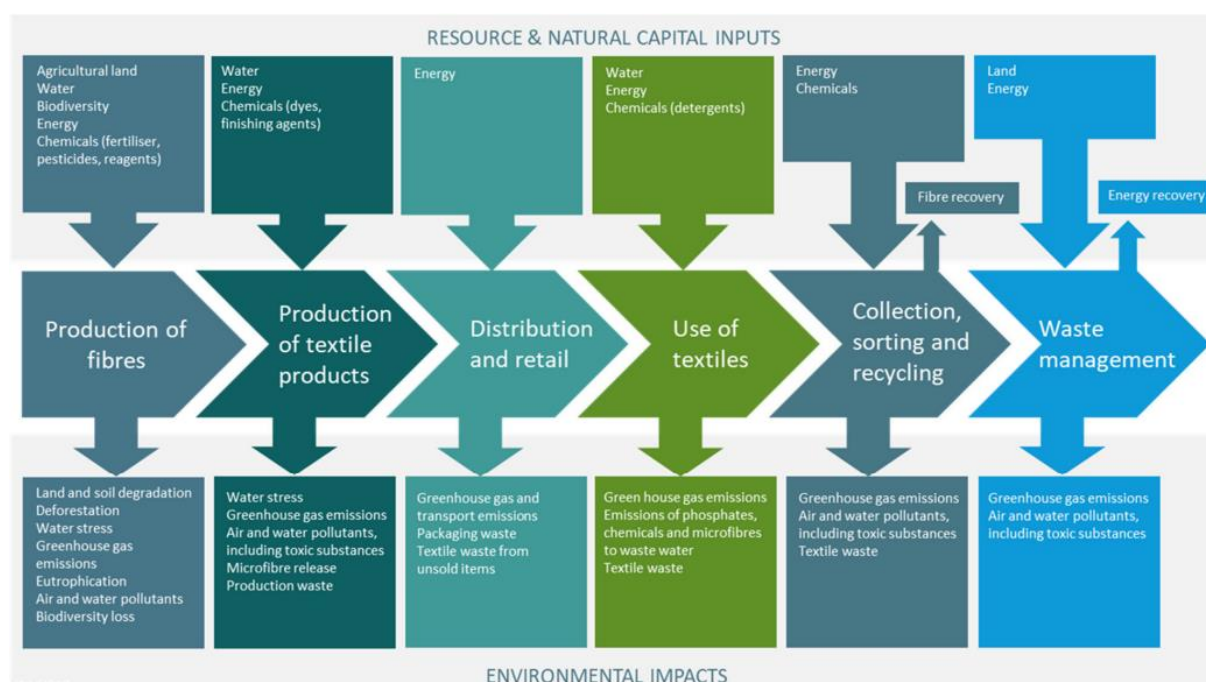 RESOURCE & NATURAL CAPITAL INPUTS
Agricultural land
Water
Biodiversity
Energy
Chemicals (fertiliser,
pesticides, reagents)
Water
Energy
Chemicals (dyes,
finishing agents)
Energy
Water
Energy
Chemicals (detergents)
Energy
Chemicals
Land
Energy
Fibre recovery
Energy recovery
Production of
fibres
Production
of textile
products
Distribution
and retail
Use of
textiles
Collection,
sorting and
recycling
Waste
management
Land and soil degradation
Deforestation
Water stress
Greenhouse gas
emissions
Eutrophication
Air and water pollutants
Biodiversity loss
Water stress
Greenhouse gas emissions
Air and water pollutants,
including toxic substances
Microfibre release
Production waste
Greenhouse gas and
transport emissions
Packaging waste
Textile waste from
unsold items
Green house gas emissions
Emissions of phosphates,
chemicals and microfibres
to waste water
Textile waste
Greenhouse gas emissions
Air and water pollutants,
including toxic substances
Textile waste
Greenhouse gas emissions
Air and water pollutants,
including toxic substances
ENVIRONMENTAL IMPACTS